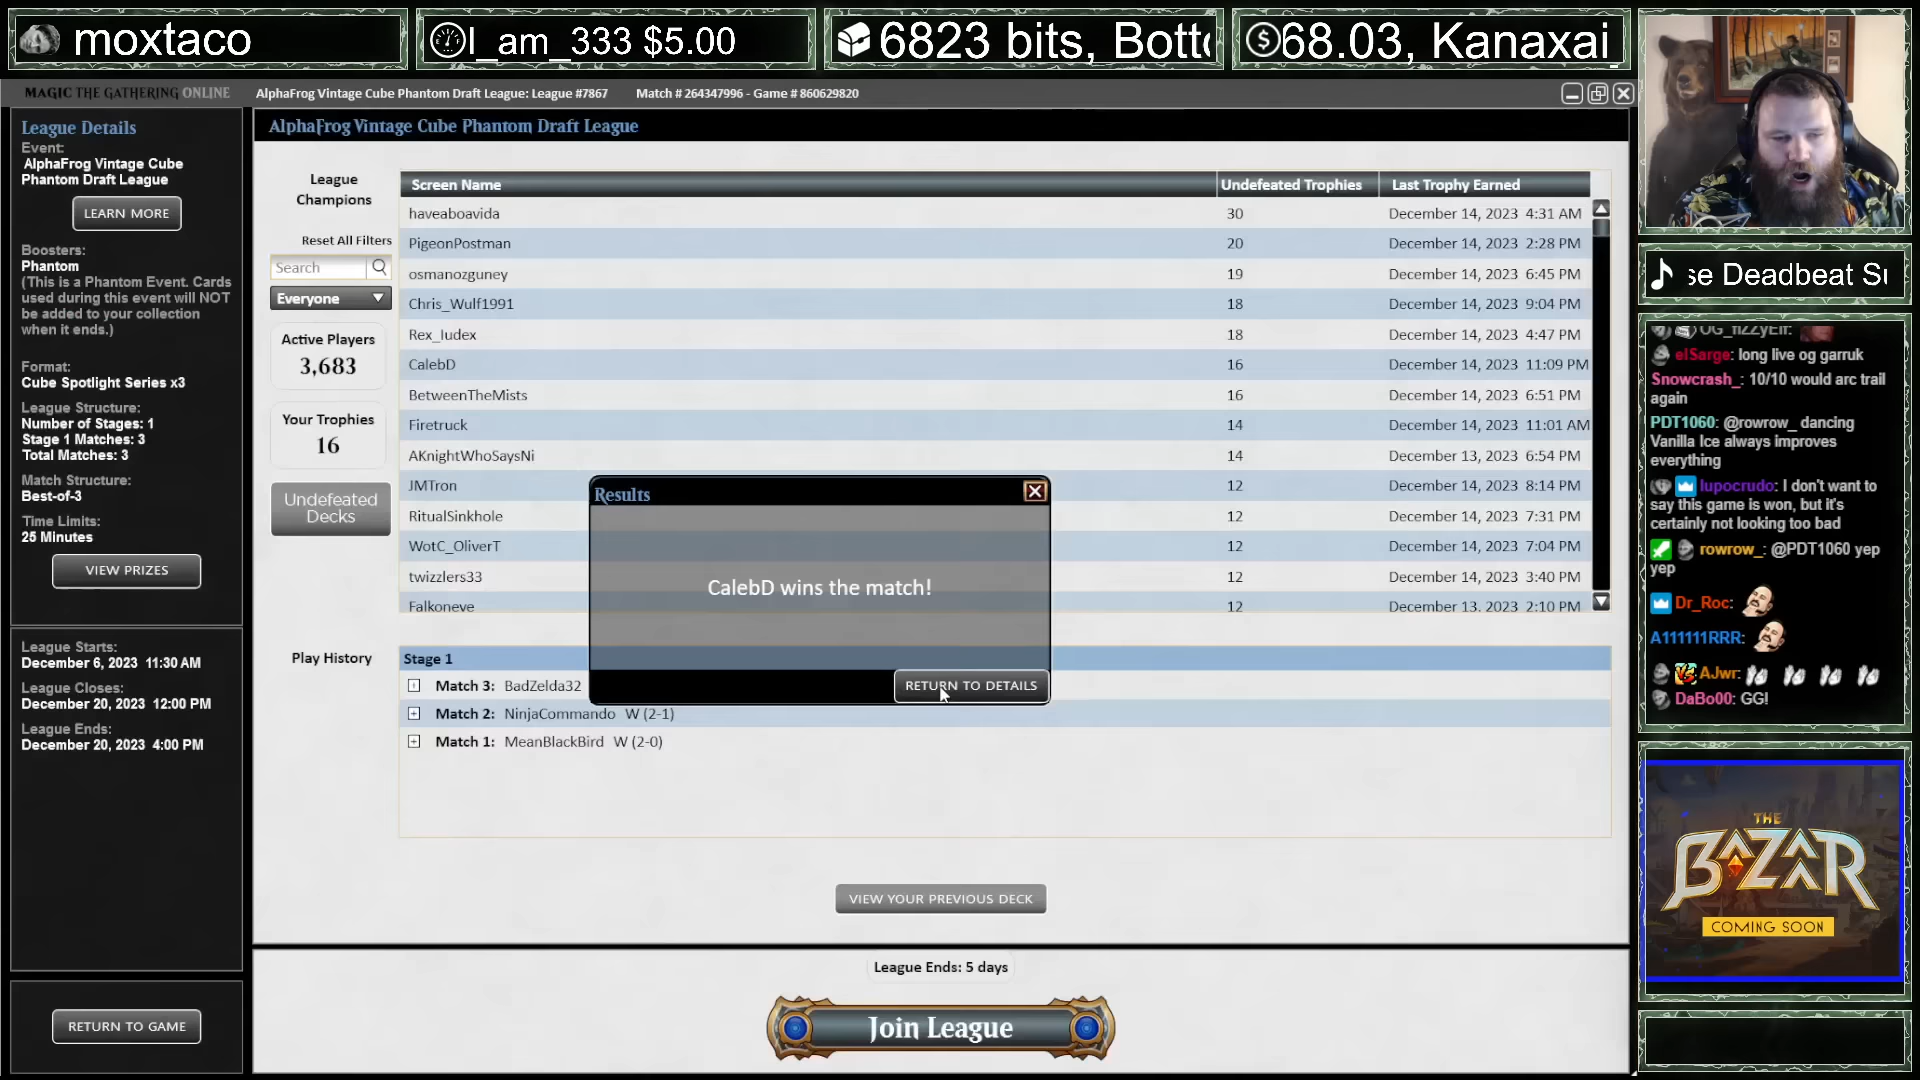 moxtaco
I_am_333 $5.00
6823 bits, Bott
68.03, Kanaxai_
MAGIC THE GATHERING ONLINE
AlphaFrog Vintage Cube Phantom Draft League: League #7867
Match # 264347996 - Game # 860629820
League Details
Event:
AlphaFrog Vintage Cube
Phantom Draft League
LEARN MORE
Boosters:
Phantom
(This is a Phantom Event. Cards
used during this event will NOT
be added to your collection
when it ends.)
Format:
Cube Spotlight Series x3
League Structure:
Number of Stages: 1
Stage 1 Matches: 3
Total Matches: 3
Match Structure:
Best-of-3
Time Limits:
25 Minutes
VIEW PRIZES
League Starts:
December 6, 2023 11:30 AM
League Closes:
December 20, 2023 12:00 PM
League Ends:
December 20, 2023 4:00 PM
RETURN TO GAME
AlphaFrog Vintage Cube Phantom Draft League
League
Champions
Reset All Filters
Search
Everyone
Active Players
3,683
Your Trophies
16
Undefeated
Decks
Screen Name Undefeated Trophies Last Trophy Earned
haveaboavida 30 December 14, 2023 4:31 AM
PigeonPostman 20 December 14, 2023 2:28 PM
osmanozguney 19 December 14, 2023 6:45 PM
Chris_Wulf1991 18 December 14, 2023 9:04 PM
Rex_Iudex 18 December 14, 2023 4:47 PM
CalebD 16 December 14, 2023 11:09 PM
BetweenTheMists 16 December 14, 2023 6:51 PM
Firetruck 14 December 14, 2023 11:01 AM
AKnightWhoSaysNi 14 December 13, 2023 6:54 PM
JMTron 12 December 14, 2023 8:14 PM
RitualSinkhole 12 December 14, 2023 7:31 PM
WotC_OliverT 12 December 14, 2023 7:04 PM
twizzlers33 12 December 14, 2023 3:40 PM
Falkoneve 12 December 13, 2023 2:10 PM
Results
CalebD wins the match!
RETURN TO DETAILS
Play History
Stage 1
Match 3: BadZelda32
Match 2: NinjaCommando W (2-1)
Match 1: MeanBlackBird W (2-0)
VIEW YOUR PREVIOUS DECK
League Ends: 5 days
Join League
se Deadbeat S
OG_fizzyElf:
elSarge: long live og garruk
Snowcrash_: 10/10 would arc trail
again
PDT1060: @rowrow_ dancing
Vanilla Ice always improves
everything
lupocrudo: I don't want to
say this game is won, but it's
certainly not looking too bad
rowrow_: @PDT1060 yep
yep
Dr_Roc:
A111111RRR:
AJwr:
DaBo00: GG!
THE
BAZAAR
COMING SOON